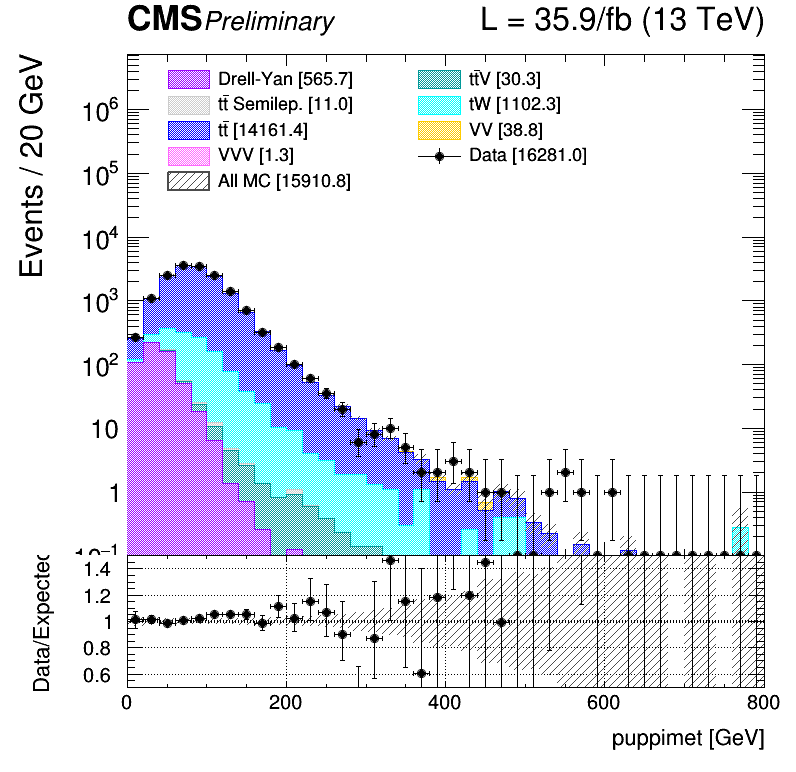 CMS Preliminary L = 35.9/fb (13 TeV)
Events / 20 GeV
Drell-Yan [565.7]
tt̄ Semilep. [11.0]
tt̄ [14161.4]
VVV [1.3]
All MC [15910.8]
tt̄V [30.3]
tW [1102.3]
VV [38.8]
Data [16281.0]
10⁶
10⁵
10⁴
10³
10²
10
1
10⁻¹
Data/Expected
1.4
1.2
1
0.8
0.6
0 200 400 600 800
puppimet [GeV]